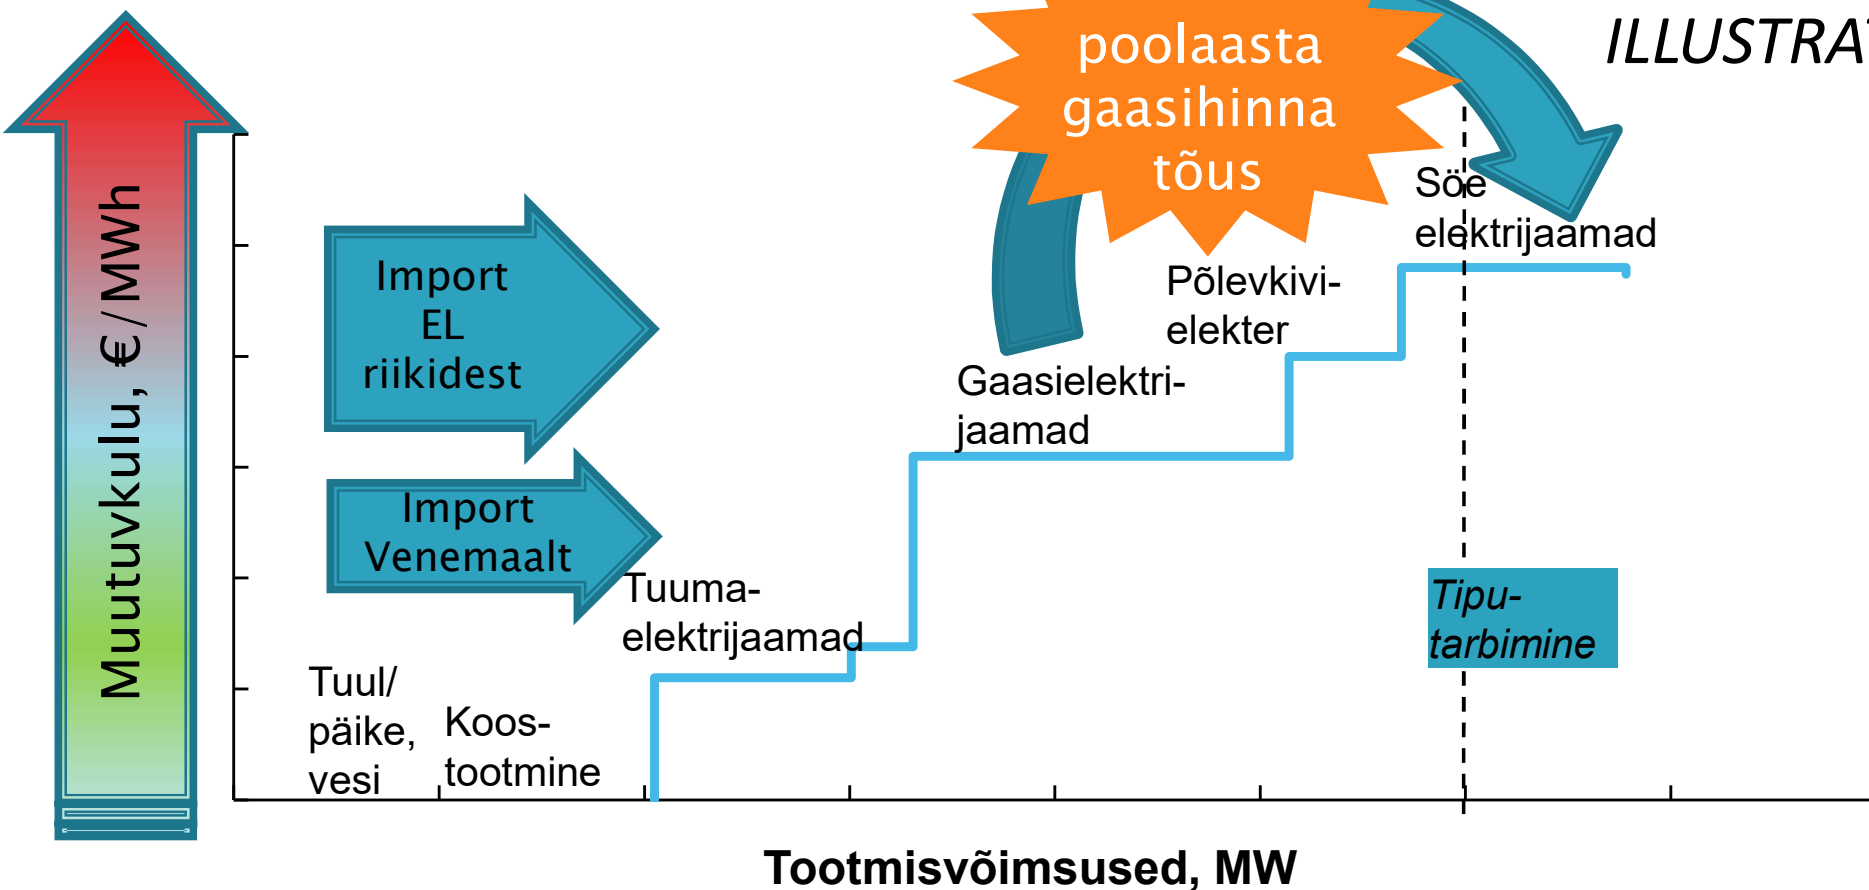 poolaasta
gaasihinna
tõus
ILLUSTRAT
Muutuvkulu, €/MWh
Import
EL
riikidest
Import
Venemaalt
Söe
elektrijaamad
Põlevkivi-
elekter
Gaasielektri-
jaamad
Tuuma-
elektrijaamad
Tipu-
tarbimine
Tuul/
päike,
vesi
Koos-
tootmine
Tootmisvõimsused, MW